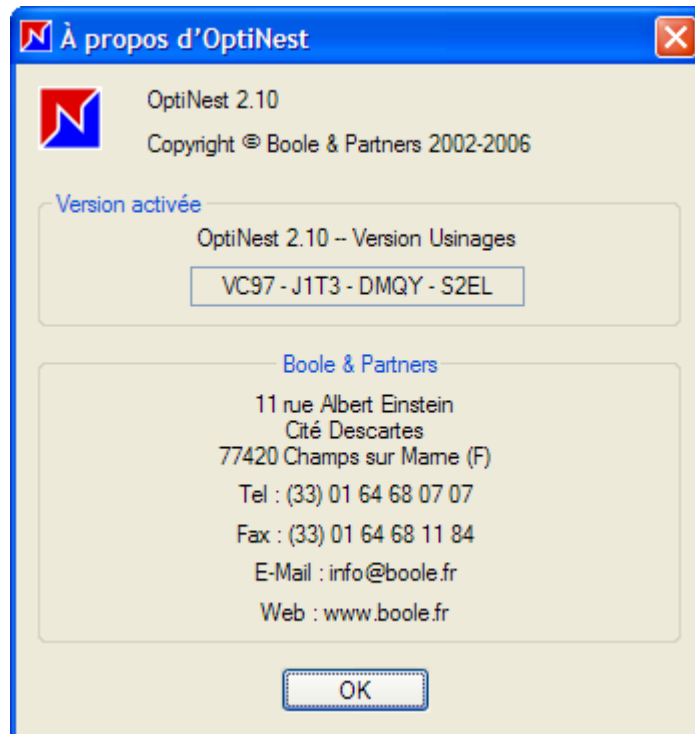 À propos d’OptiNest
OptiNest 2.10
Copyright © Boole & Partners 2002-2006
Version activée
OptiNest 2.10 -- Version Usinages
VC97 - J1T3 - DMQY - S2EL
Boole & Partners
11 rue Albert Einstein
Cité Descartes
77420 Champs sur Marne (F)
Tel : (33) 01 64 68 07 07
Fax : (33) 01 64 68 11 84
E-Mail : info@boole.fr
Web : www.boole.fr
OK